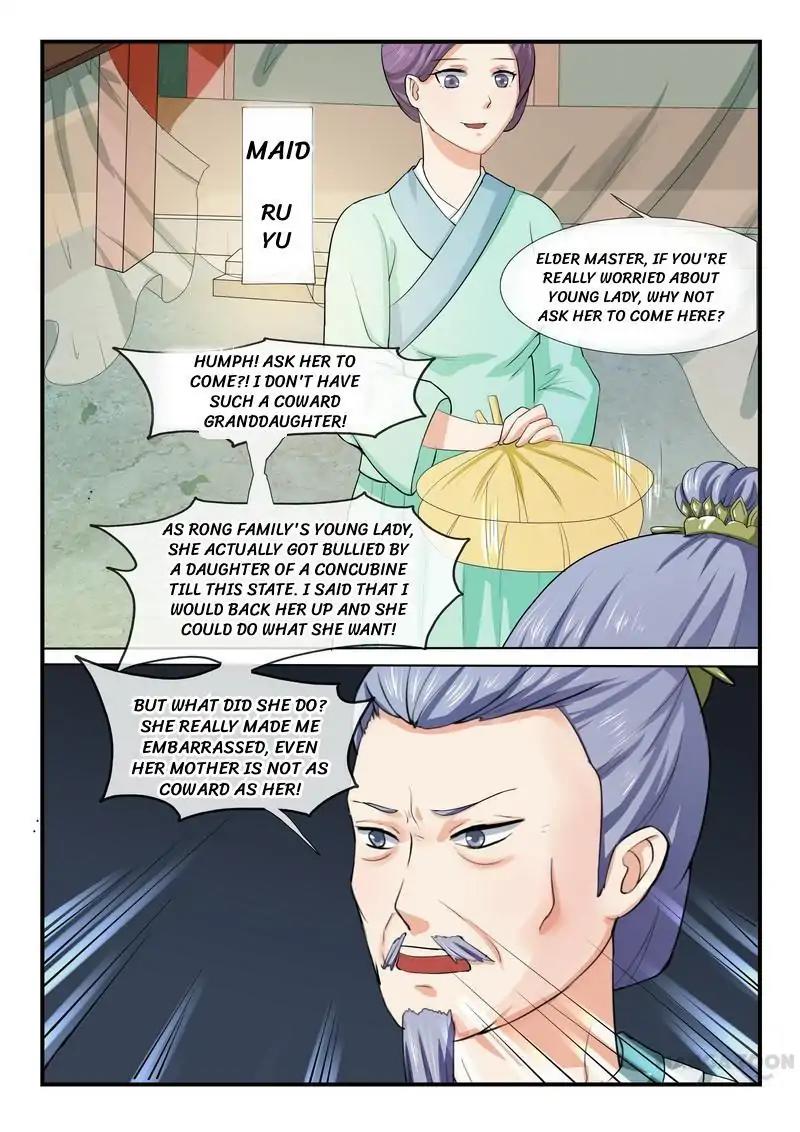 MAID
RU
YU
ELDER MASTER, IF YOU'RE
REALLY WORRIED ABOUT
YOUNG LADY, WHY NOT
ASK HER TO COME HERE?
HUMPH! ASK HER TO
COME?! I DON'T HAVE
SUCH A COWARD
GRANDDAUGHTER!
AS RONG FAMILY'S YOUNG LADY,
SHE ACTUALLY GOT BULLIED BY
A DAUGHTER OF A CONCUBINE
TILL THIS STATE. I SAID THAT I
WOULD BACK HER UP AND SHE
COULD DO WHAT SHE WANT!
BUT WHAT DID SHE DO?
SHE REALLY MADE ME
EMBARRASSED, EVEN
HER MOTHER IS NOT AS
COWARD AS HER!